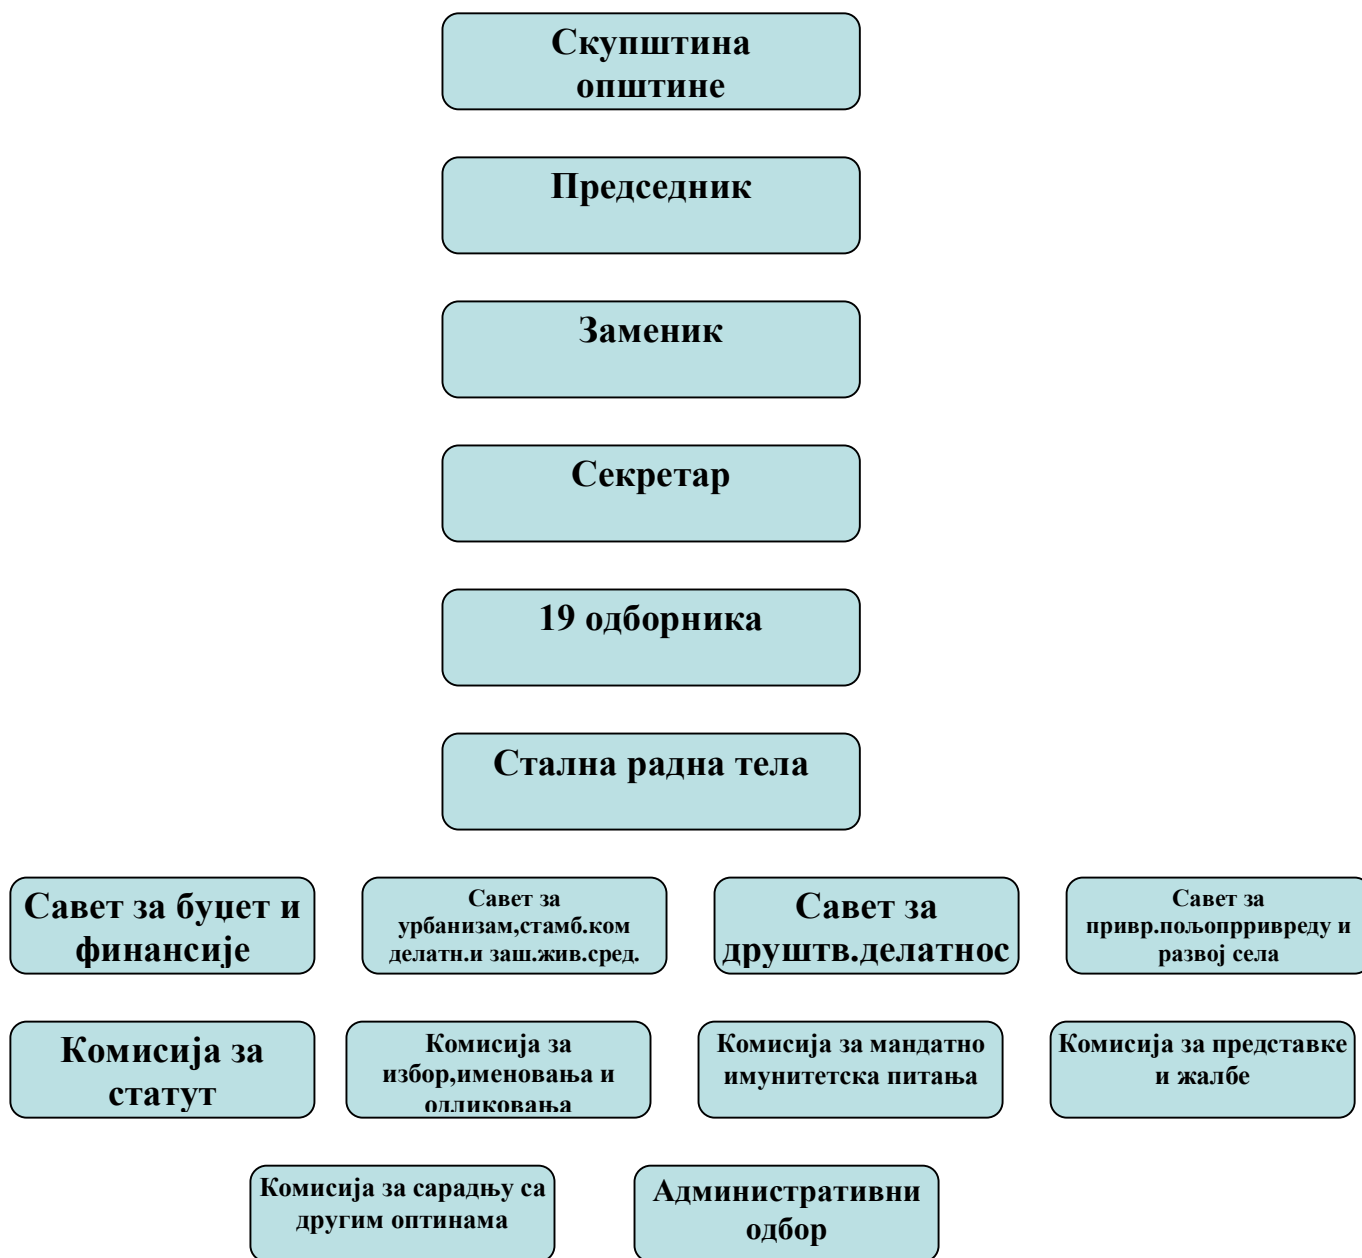 Скупштина
општине
Председник
Заменик
Секретар
19 одборника
Стална радна тела
Савет за буџет и
финансије
Савет за
урбанизам,стамб.ком
делатн.и заш.жив.сред.
Савет за
друштв.делатнос
Савет за
привр.пољопрривреду и
развој села
Комисија за
статут
Комисија за
избор,именовања и
одликовања
Комисија за мандатно
имунитетска питања
Комисија за представке
и жалбе
Комисија за сарадњу са
другим оптинама
Административни
одбор